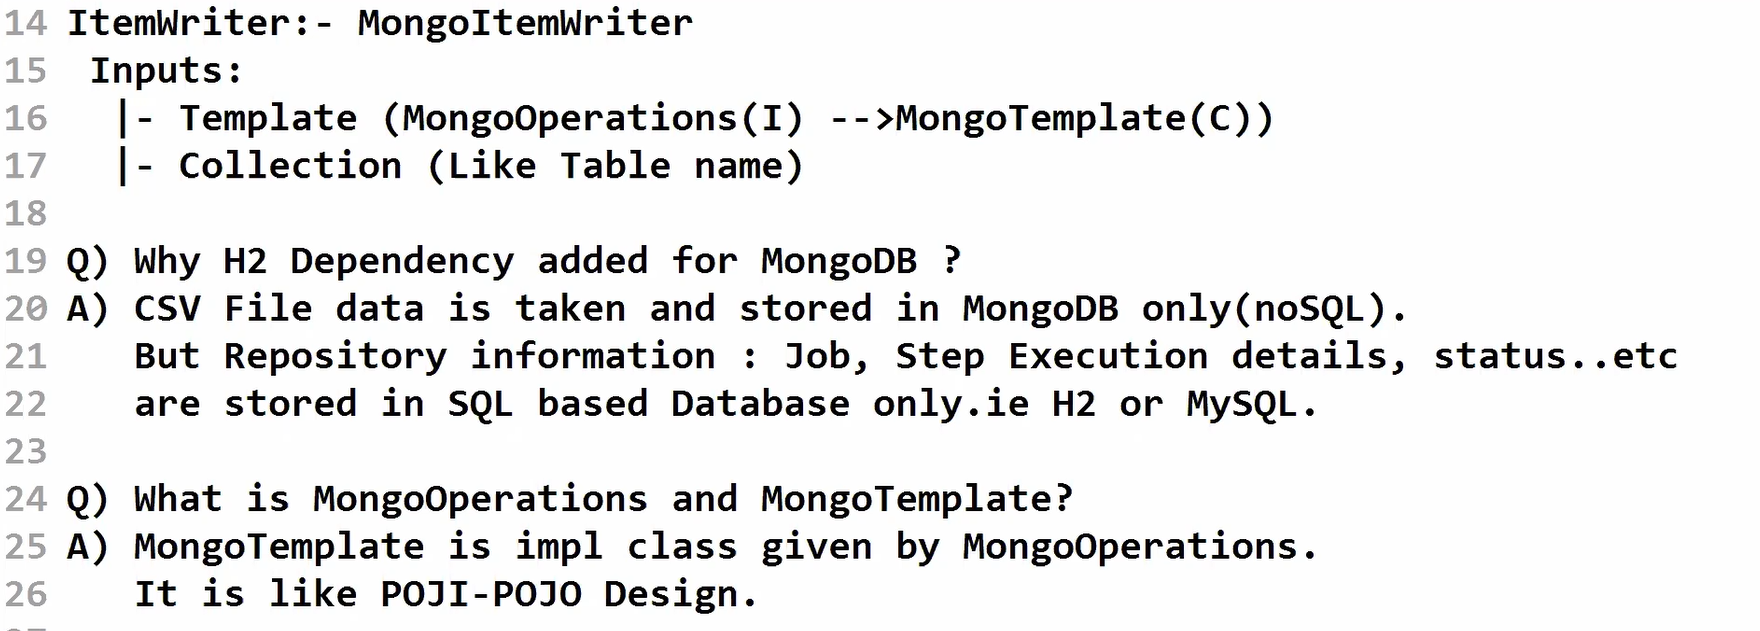 14 ItemWriter:- MongoItemWriter
15 Inputs:
16 |- Template (MongoOperations(I) -->MongoTemplate(C))
17 |- Collection (Like Table name)
18
19 Q) Why H2 Dependency added for MongoDB ?
20 A) CSV File data is taken and stored in MongoDB only(noSQL).
21 But Repository information : Job, Step Execution details, status..etc
22 are stored in SQL based Database only.ie H2 or MySQL.
23
24 Q) What is MongoOperations and MongoTemplate?
25 A) MongoTemplate is impl class given by MongoOperations.
26 It is like POJI-POJO Design.